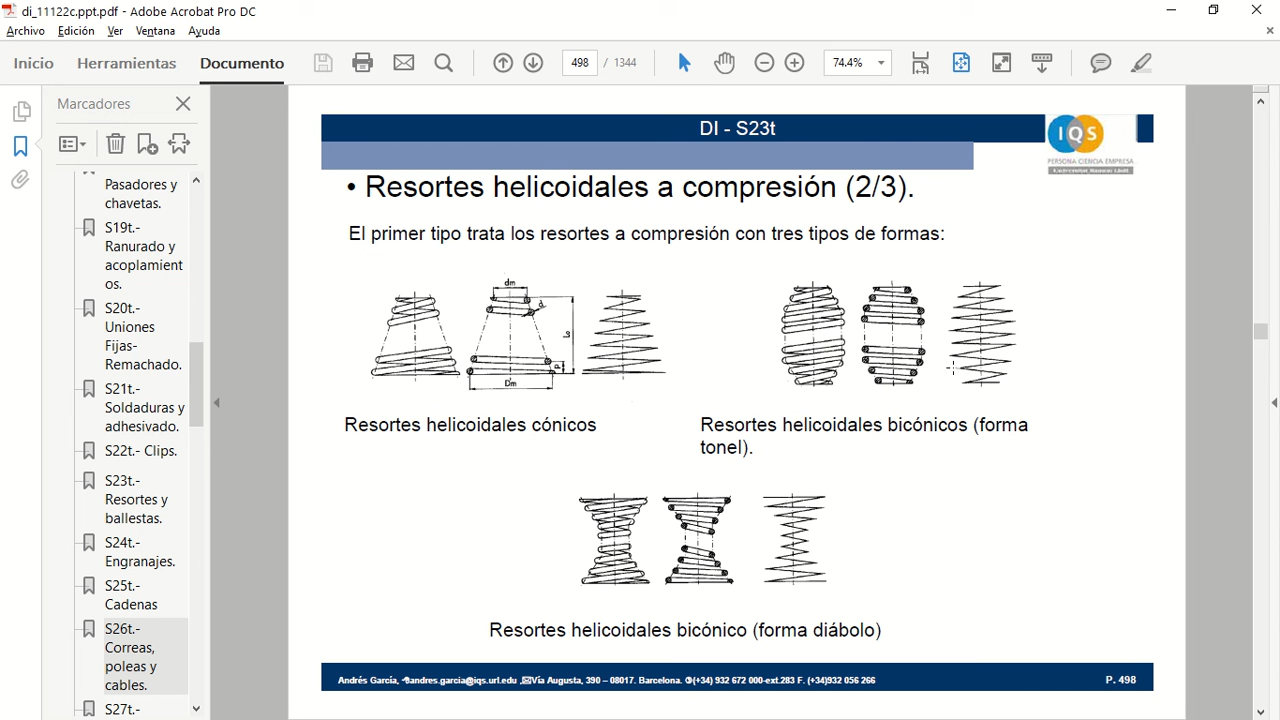 di_11122c.ppt.pdf - Adobe Acrobat Pro DC
Archivo Edición Ver Ventana Ayuda
Inicio Herramientas Documento 498 / 1344 74.4%
Marcadores
Pasadores y
chavetas.
S19t.-
Ranurado y
acoplamient
os.
S20t.-
Uniones
Fijas-
Remachado.
S21t.-
Soldaduras y
adhesivado.
S22t.- Clips.
S23t.-
Resortes y
ballestas.
S24t.-
Engranajes.
S25t.-
Cadenas
S26t.-
Correas,
poleas y
cables.
S27t.-
DI - S23t
IQS
PERSONA CIENCIA EMPRESA
• Resortes helicoidales a compresión (2/3).
El primer tipo trata los resortes a compresión con tres tipos de formas:
dm
d
Lo
P
Dm
Resortes helicoidales cónicos
Resortes helicoidales bicónicos (forma
tonel).
Resortes helicoidales bicónico (forma diábolo)
Andrés García, andres.garcia@iqs.url.edu ,Vía Augusta, 390 – 08017. Barcelona. (+34) 932 672 000-ext.283 F. (+34)932 056 266
P. 498